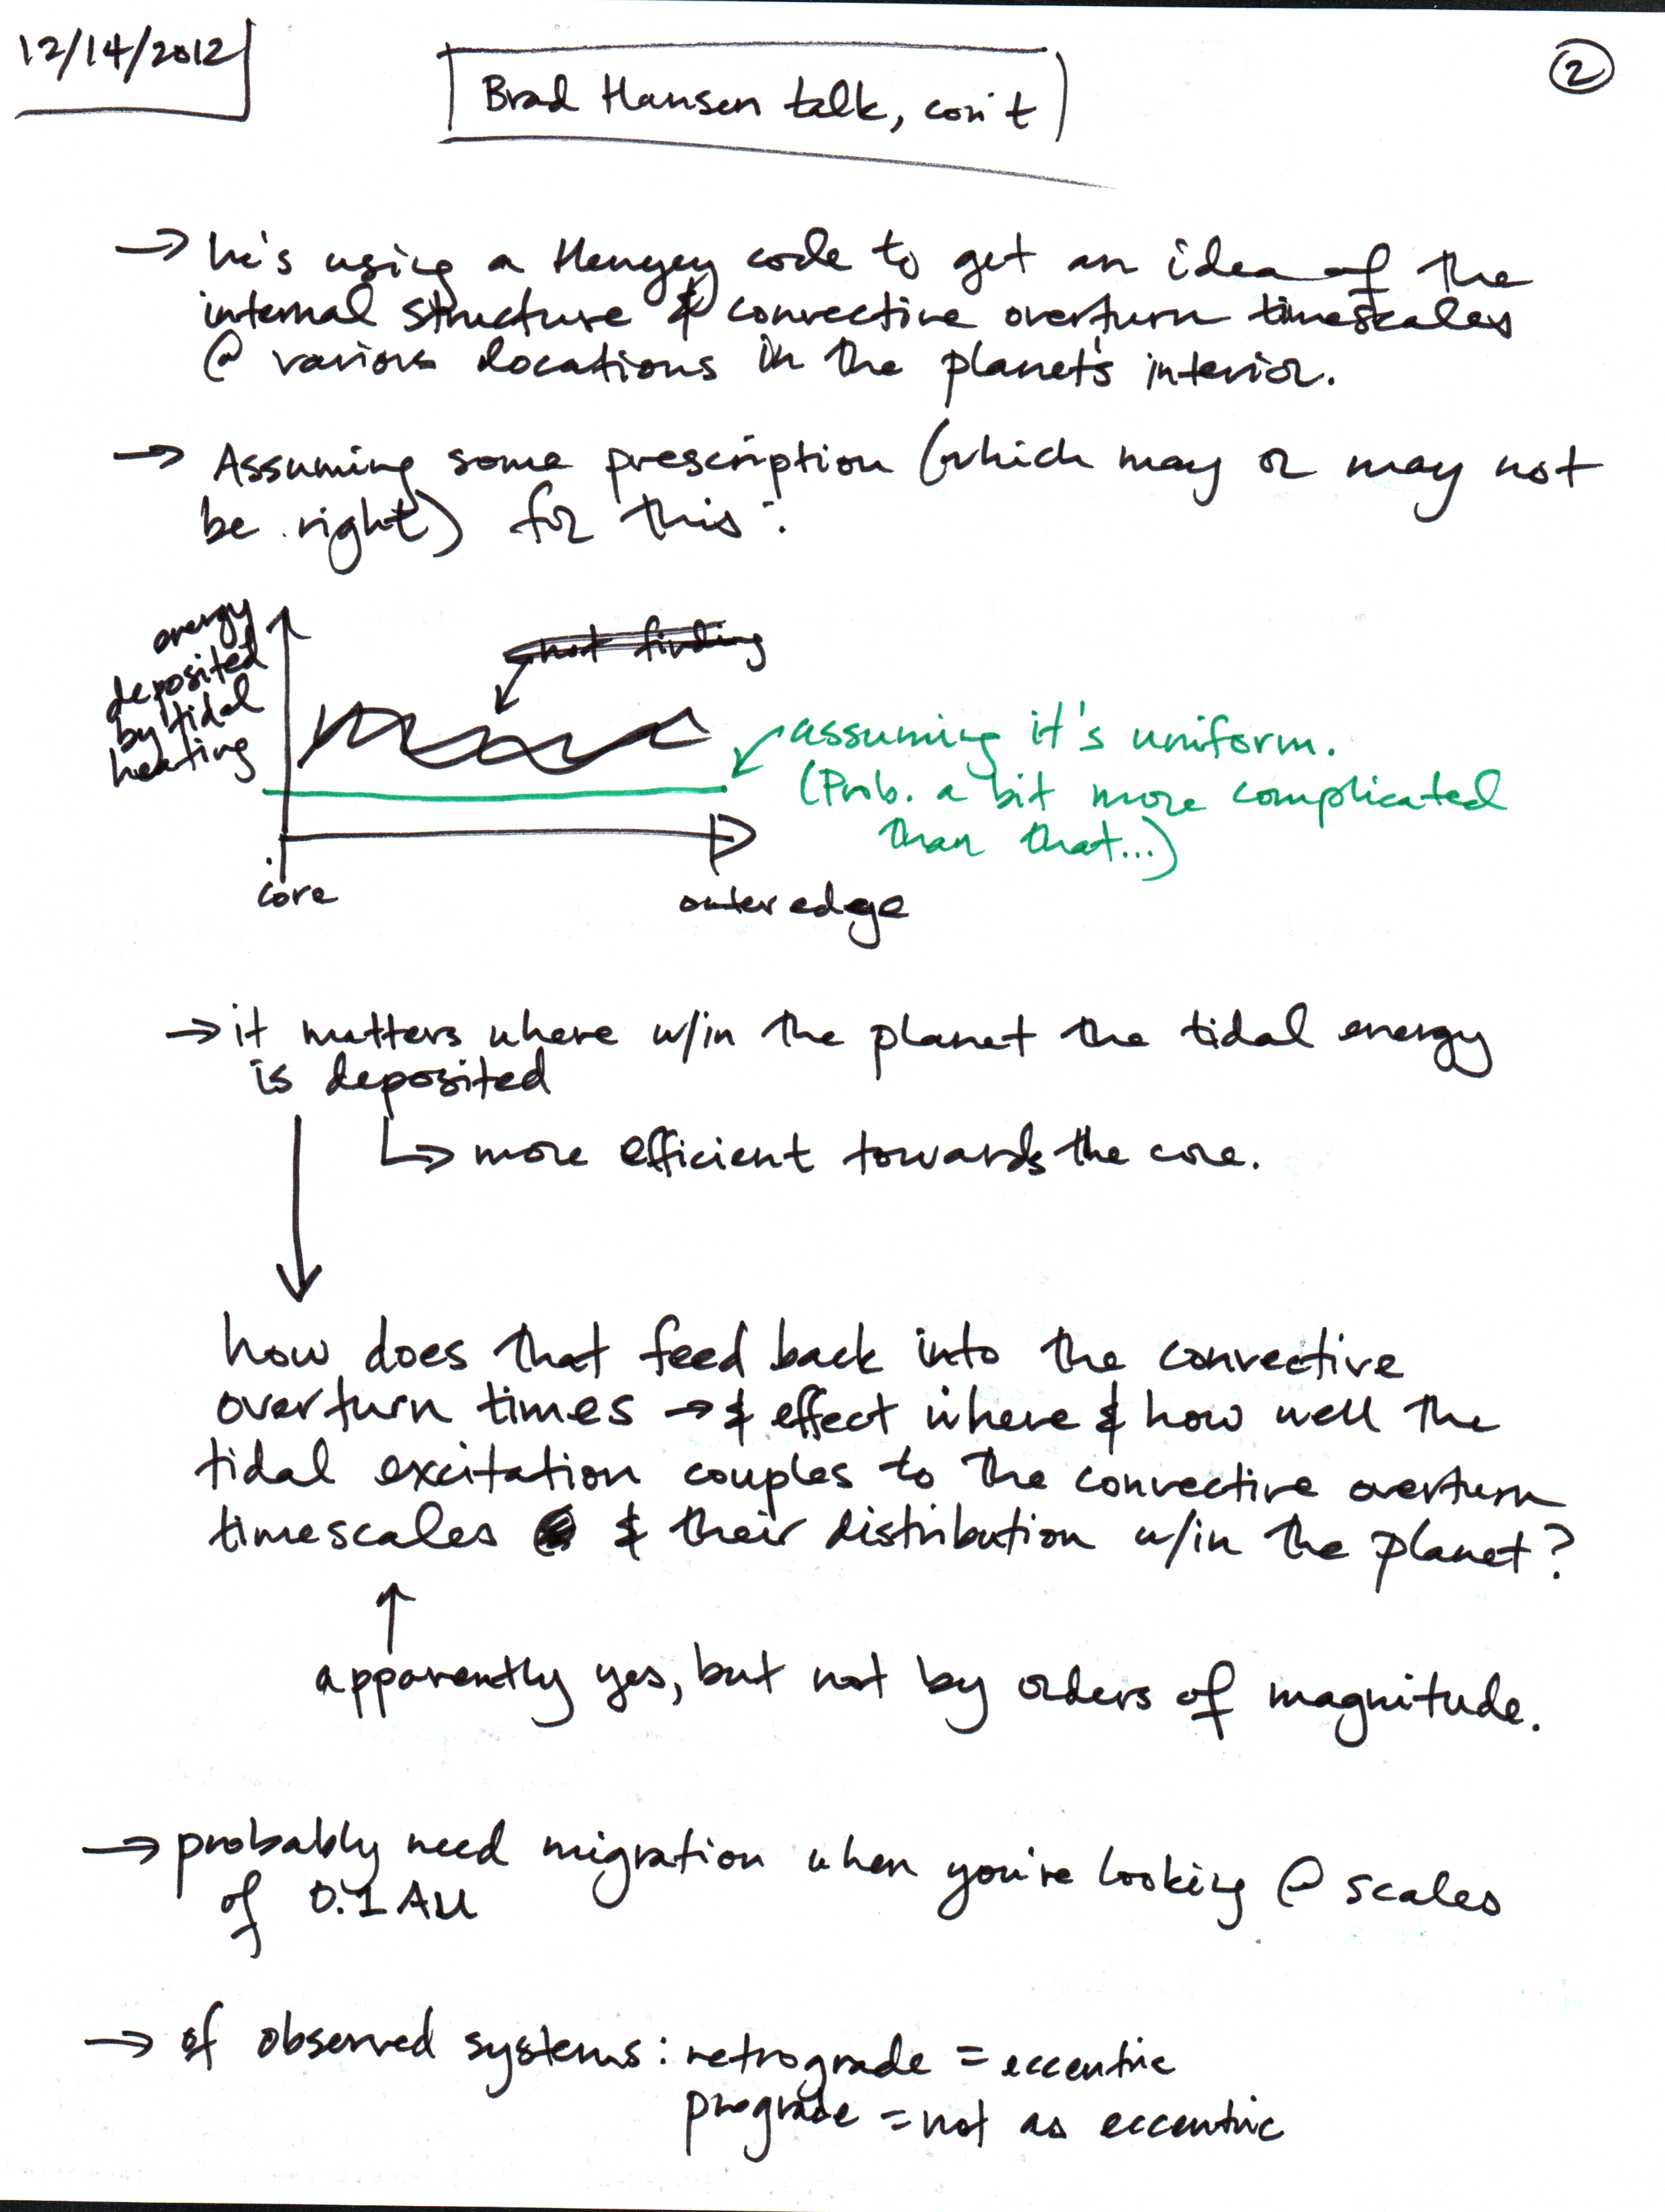 12/14/2012
Brad Hansen talk, con't
2
→ he's using a Henyey code to get an idea of the
internal structure & convective overturn timescales
@ various locations in the planet's interior.
→ Assuming some prescription (which may or may not
be right) for this:
energy
deposited
by tidal
heating
not finding
assuming it's uniform.
(Prob. a bit more complicated
than that...)
core
outer edge
→ it matters where w/in the planet the tidal energy
is deposited
↳ more efficient towards the core.
how does that feed back into the convective
overturn times → & effect where & how well the
tidal excitation couples to the convective overturn
timescales & their distribution w/in the planet?
↑
apparently yes, but not by orders of magnitude.
→ probably need migration when you're looking @ scales
of 0.1 AU
→ of observed systems: retrograde = eccentric
prograde = not as eccentric